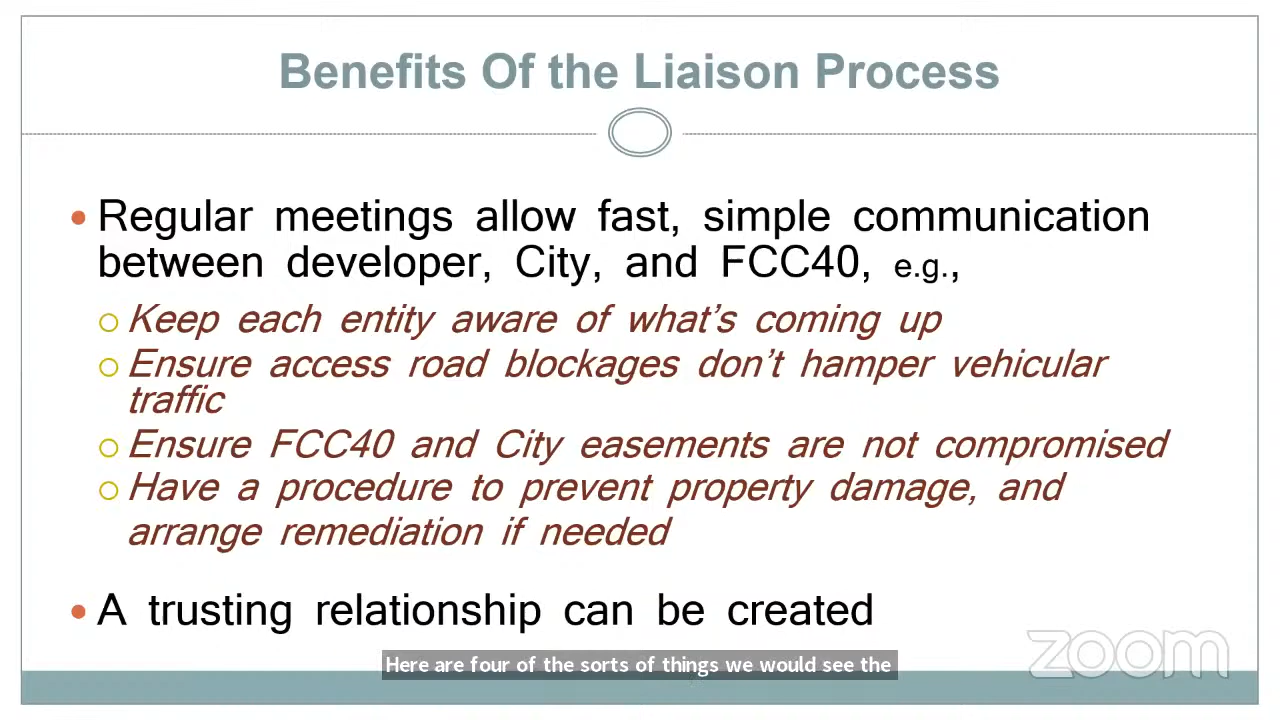 Benefits Of the Liaison Process
Regular meetings allow fast, simple communication
between developer, City, and FCC40, e.g.,
Keep each entity aware of what's coming up
Ensure access road blockages don't hamper vehicular
traffic
Ensure FCC40 and City easements are not compromised
Have a procedure to prevent property damage, and
arrange remediation if needed
A trusting relationship can be created
zoom
Here are four of the sorts of things we would see the